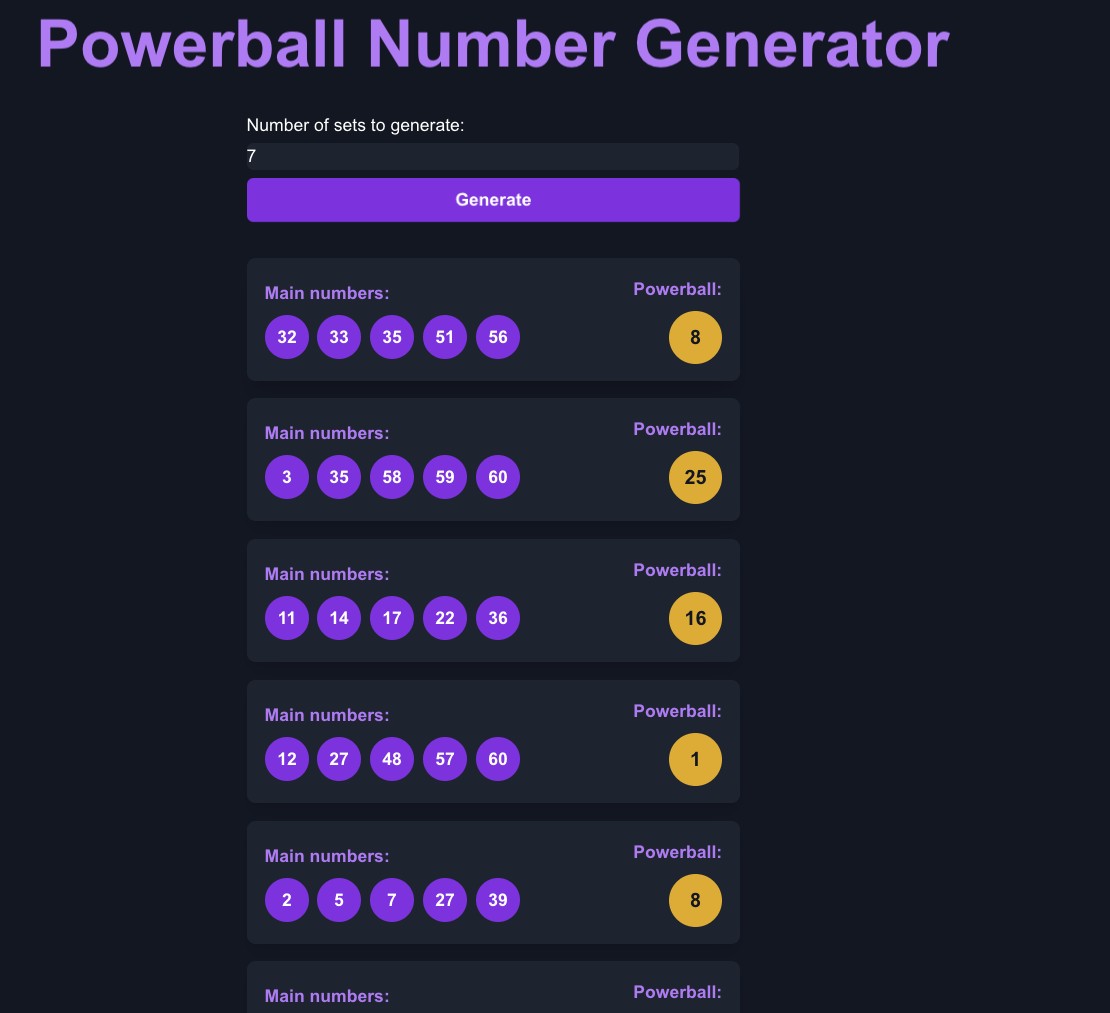 Powerball Number Generator
Number of sets to generate:
7
Generate
Main numbers: Powerball:
32 33 35 51 56 8
Main numbers: Powerball:
3 35 58 59 60 25
Main numbers: Powerball:
11 14 17 22 36 16
Main numbers: Powerball:
12 27 48 57 60 1
Main numbers: Powerball:
2 5 7 27 39 8
Main numbers: Powerball: